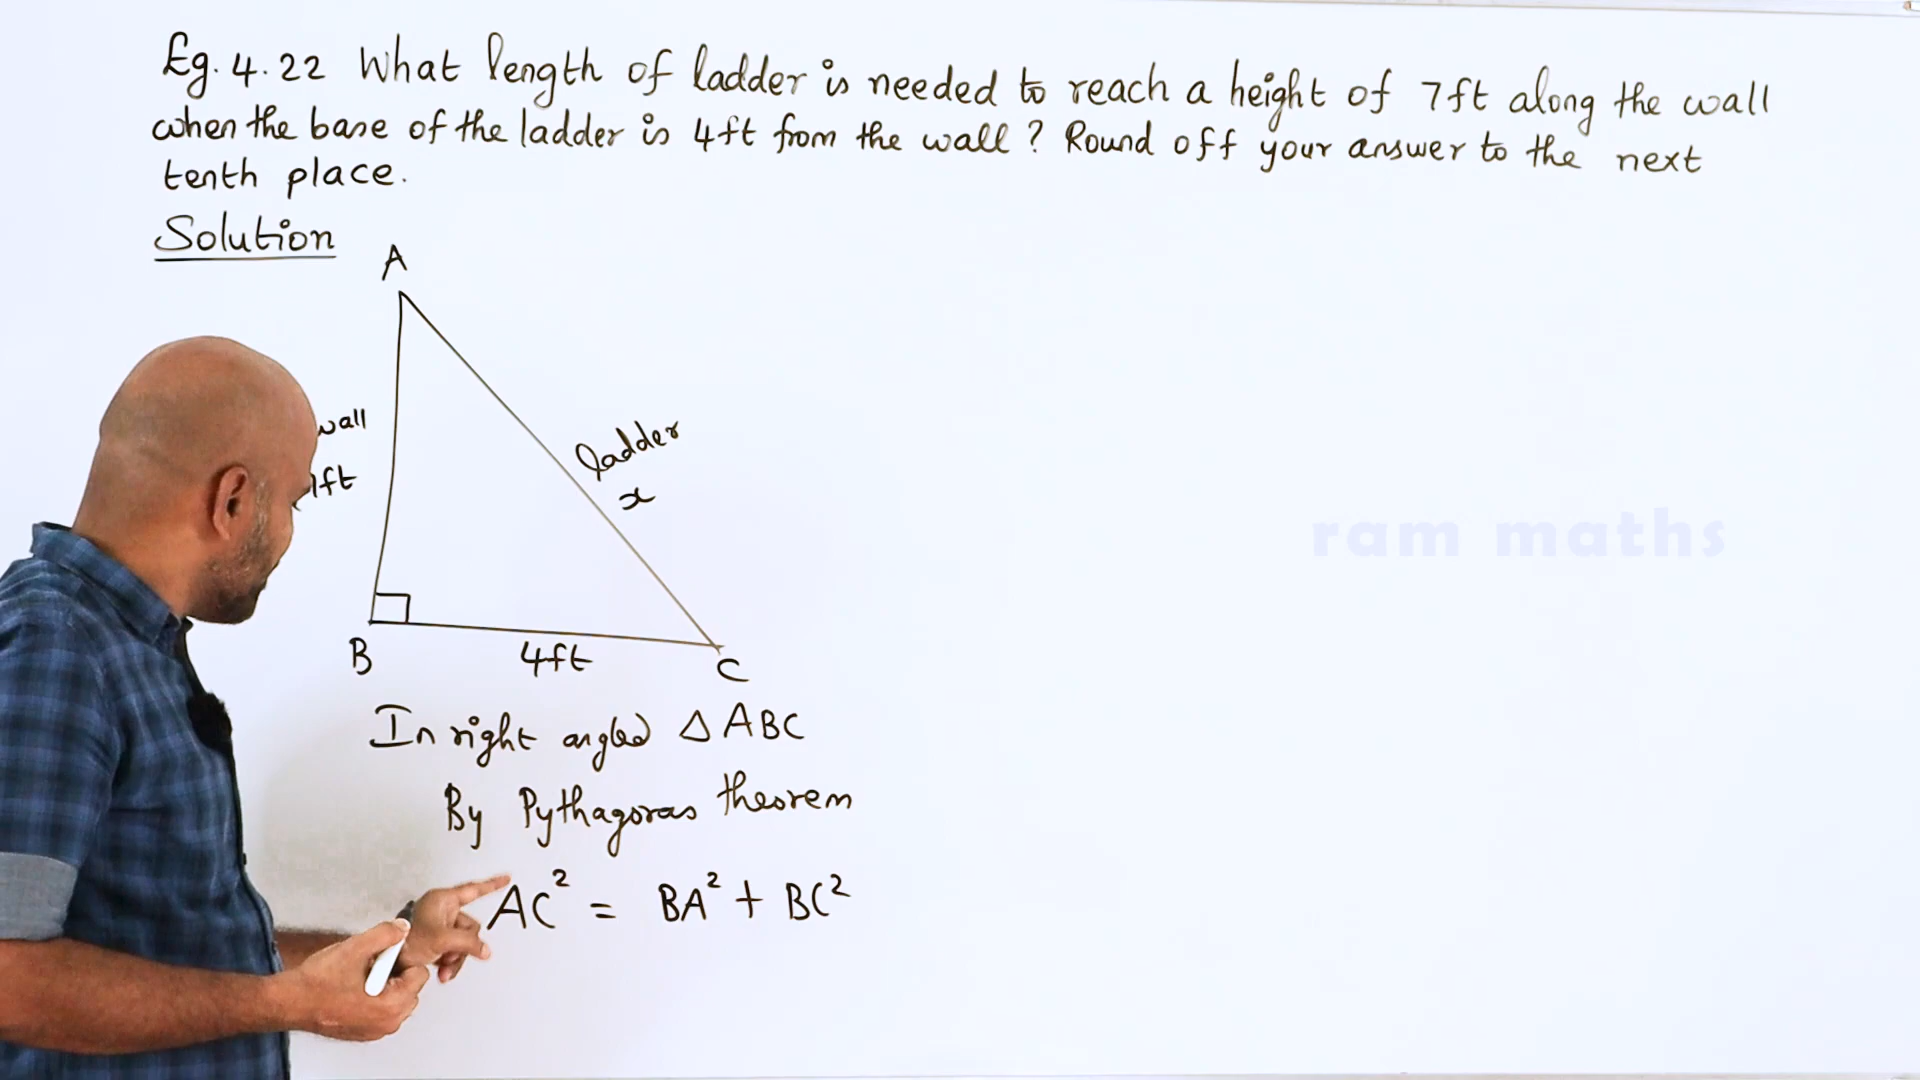 Eg. 4.22 What length of ladder is needed to reach a height of 7ft along the wall
when the base of the ladder is 4ft from the wall? Round off your answer to the next
tenth place.
Solution
A
wall
7ft
ladder
x
B
4ft
C
In right angled △ ABC
By Pythagoras theorem
AC² = BA² + BC²
ram maths